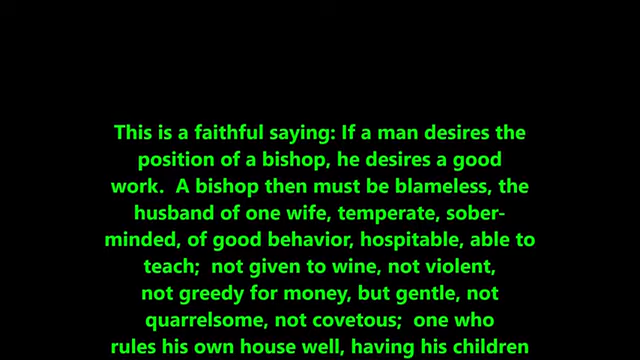 This is a faithful saying: If a man desires the
position of a bishop, he desires a good
work.  A bishop then must be blameless, the
husband of one wife, temperate, sober-
minded, of good behavior, hospitable, able to
teach;  not given to wine, not violent,
not greedy for money, but gentle, not
quarrelsome, not covetous;  one who
rules his own house well, having his children